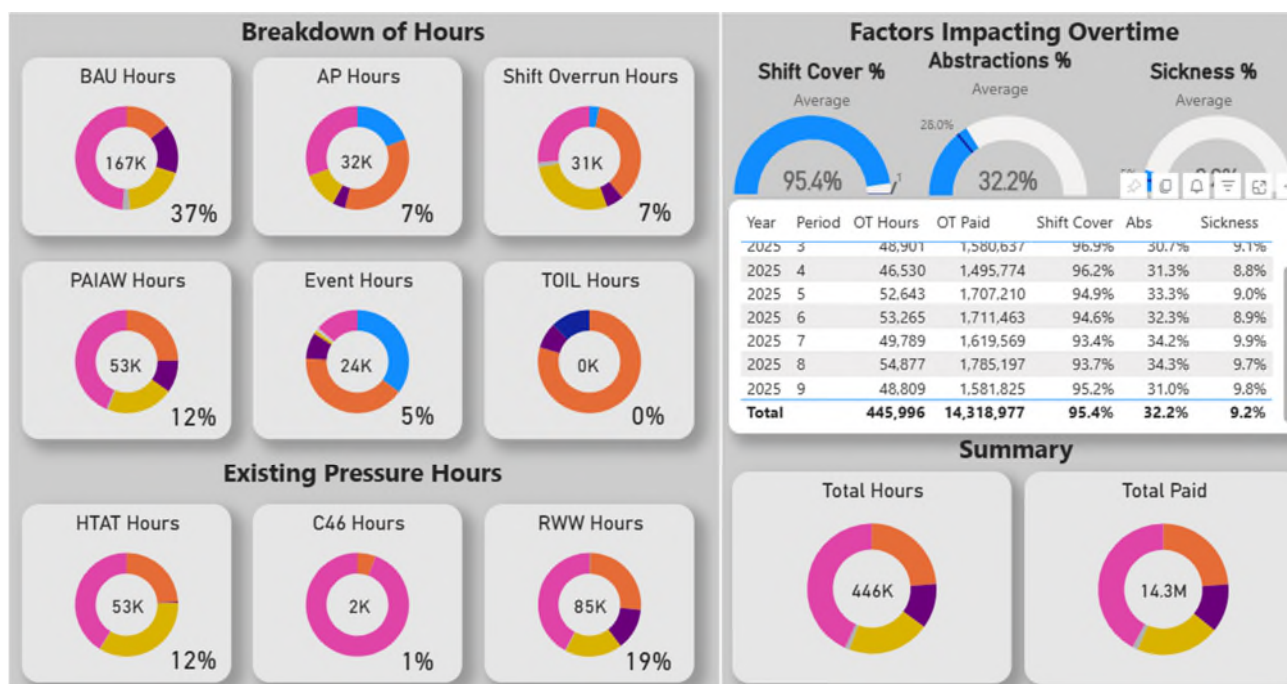 Breakdown of Hours
BAU Hours
167K
37%
AP Hours
32K
7%
Shift Overrun Hours
31K
7%
PAIAW Hours
53K
12%
Event Hours
24K
5%
TOIL Hours
0K
0%
Existing Pressure Hours
HTAT Hours
53K
12%
C46 Hours
2K
1%
RWW Hours
85K
19%
Factors Impacting Overtime
Shift Cover %
Average
95.4%
1
Abstractions %
Average
28.0%
32.2%
Sickness %
Average
Year Period OT Hours OT Paid Shift Cover Abs Sickness
2025 3 48,901 1,580,637 96.9% 30.7% 9.1%
2025 4 46,530 1,495,774 96.2% 31.3% 8.8%
2025 5 52,643 1,707,210 94.9% 33.3% 9.0%
2025 6 53,265 1,711,463 94.6% 32.3% 8.9%
2025 7 49,789 1,619,569 93.4% 34.2% 9.9%
2025 8 54,877 1,785,197 93.7% 34.3% 9.7%
2025 9 48,809 1,581,825 95.2% 31.0% 9.8%
Total 445,996 14,318,977 95.4% 32.2% 9.2%
Summary
Total Hours
446K
Total Paid
14.3M